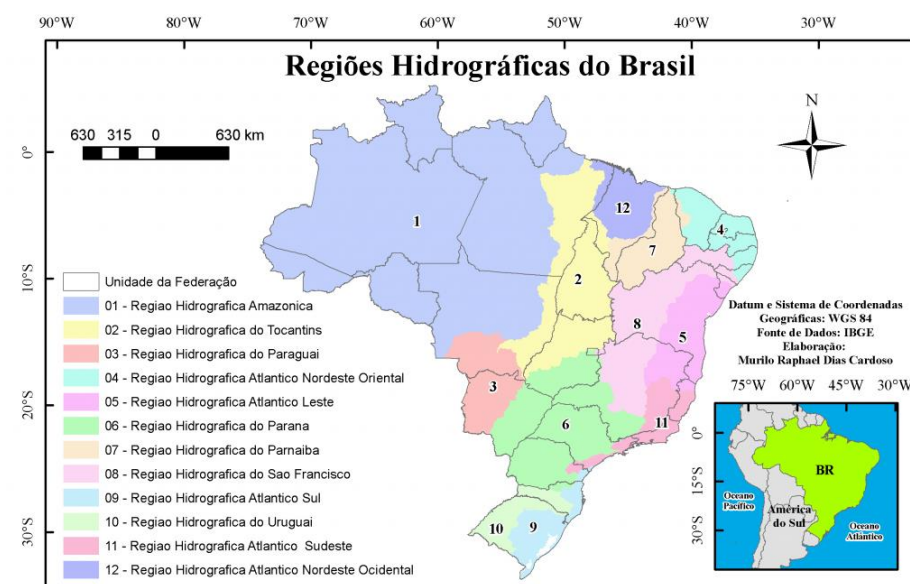 90°W 80°W 70°W 60°W 50°W 40°W 30°W
Regiões Hidrográficas do Brasil
630 315 0 630 km
N
0°
10°S
20°S
30°S
1
2
3
4
5
6
7
8
9
10
11
12
Unidade da Federação
01 - Regiao Hidrografica Amazonica
02 - Regiao Hidrografica do Tocantins
03 - Regiao Hidrografica do Paraguai
04 - Regiao Hidrografica Atlantico Nordeste Oriental
05 - Regiao Hidrografica Atlantico Leste
06 - Regiao Hidrografica do Parana
07 - Regiao Hidrografica do Parnaiba
08 - Regiao Hidrografica do Sao Francisco
09 - Regiao Hidrografica Atlantico Sul
10 - Regiao Hidrografica do Uruguai
11 - Regiao Hidrografica Atlantico Sudeste
12 - Regiao Hidrografica Atlantico Nordeste Ocidental
Datum e Sistema de Coordenadas
Geográficas: WGS 84
Fonte de Dados: IBGE
Elaboração:
Murilo Raphael Dias Cardoso
75°W 60°W 45°W 30°W
0°
15°S
30°S
BR
Oceano
Pacífico
América
do Sul
Oceano
Atlantico